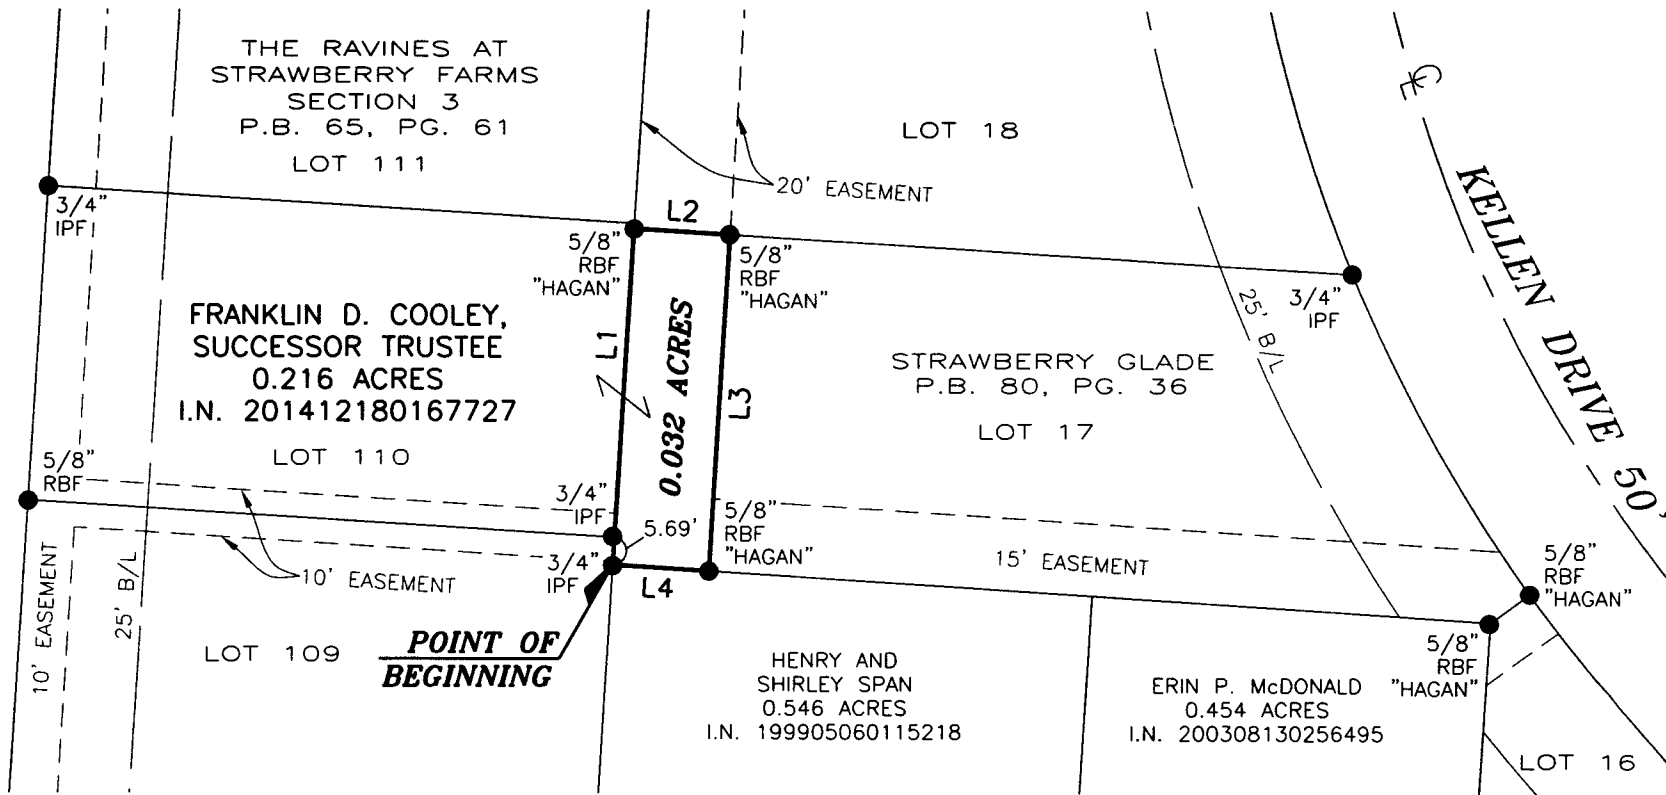 THE RAVINES AT
STRAWBERRY FARMS
SECTION 3
P.B. 65, PG. 61
LOT 111
LOT 18
℄
KELLEN DRIVE 50'
20' EASEMENT
3/4"
IPF
L2
5/8"
RBF
"HAGAN"
5/8"
RBF
"HAGAN"
3/4"
IPF
25' B/L
FRANKLIN D. COOLEY,
SUCCESSOR TRUSTEE
0.216 ACRES
I.N. 201412180167727
LOT 110
L1
0.032 ACRES
L3
STRAWBERRY GLADE
P.B. 80, PG. 36
LOT 17
5/8"
RBF
3/4"
IPF
5.69'
5/8"
RBF
"HAGAN"
3/4"
IPF
L4
10' EASEMENT
15' EASEMENT
5/8"
RBF
"HAGAN"
10' EASEMENT
25' B/L
LOT 109
POINT OF
BEGINNING
HENRY AND
SHIRLEY SPAN
0.546 ACRES
I.N. 199905060115218
ERIN P. McDONALD
0.454 ACRES
I.N. 200308130256495
5/8"
RBF
"HAGAN"
LOT 16